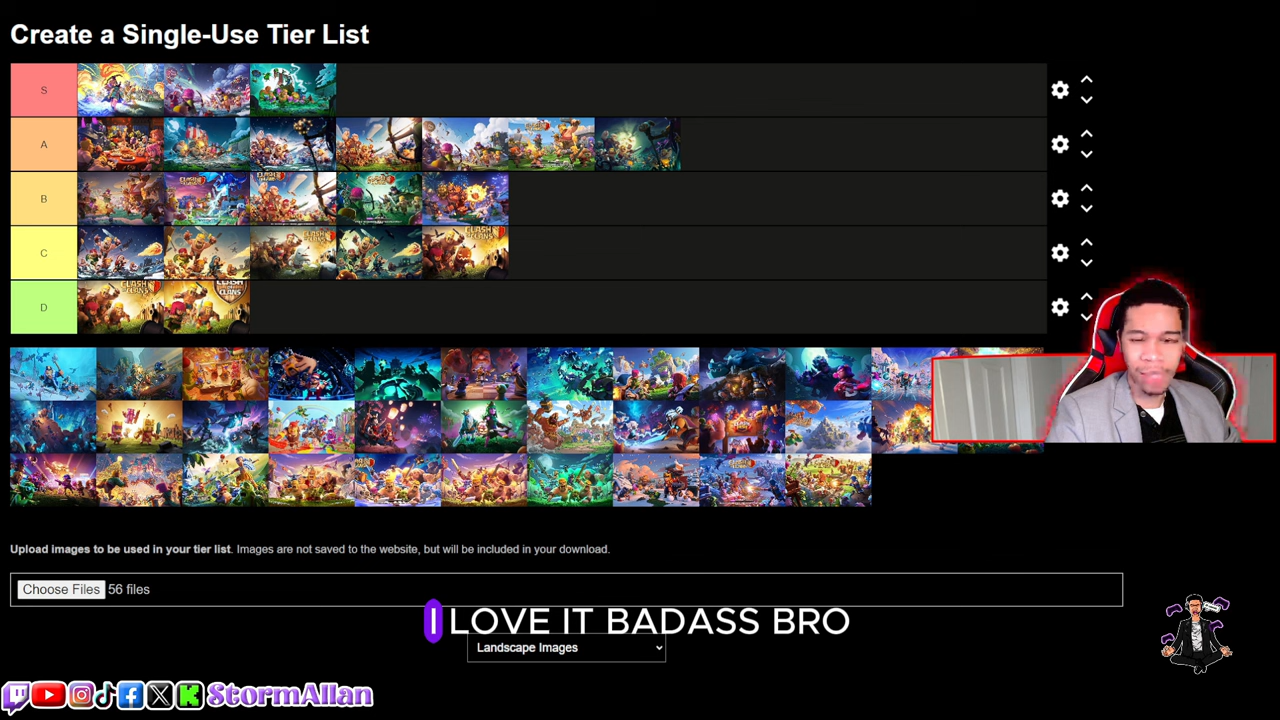 Create a Single-Use Tier List
S
A
B
C
D
Upload images to be used in your tier list. Images are not saved to the website, but will be included in your download.
Choose Files 56 files
I LOVE IT BADASS BRO
Landscape Images
StormAllan